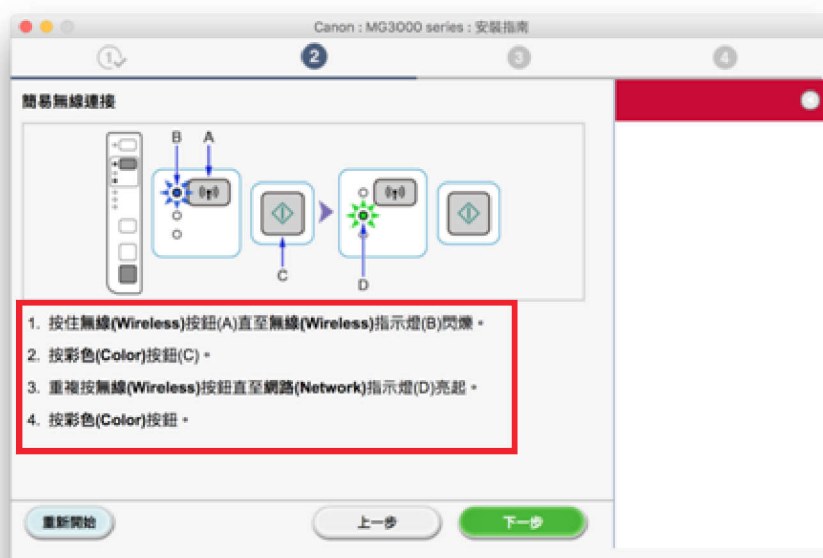 Canon : MG3000 series : 安裝指南
1
2
3
4
簡易無線連接
B A
C
D
1. 按住無線(Wireless)按鈕(A)直至無線(Wireless)指示燈(B)閃爍。
2. 按彩色(Color)按鈕(C)。
3. 重複按無線(Wireless)按鈕直至網路(Network)指示燈(D)亮起。
4. 按彩色(Color)按鈕。
重新開始
上一步
下一步